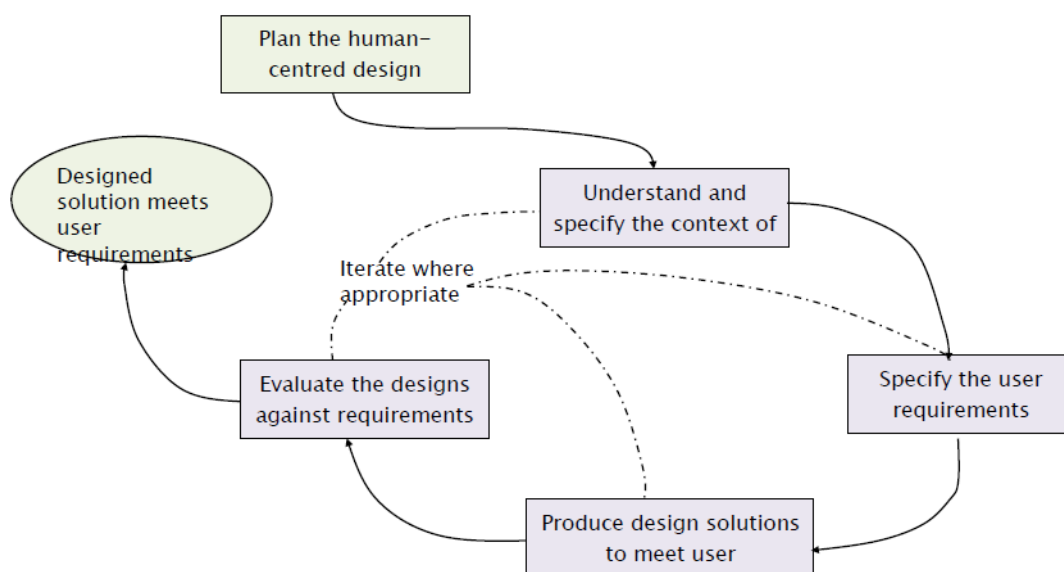 Plan the human-
centred design
Designed
solution meets
user
requirements
Understand and
specify the context of
Iterate where
appropriate
Evaluate the designs
against requirements
Specify the user
requirements
Produce design solutions
to meet user